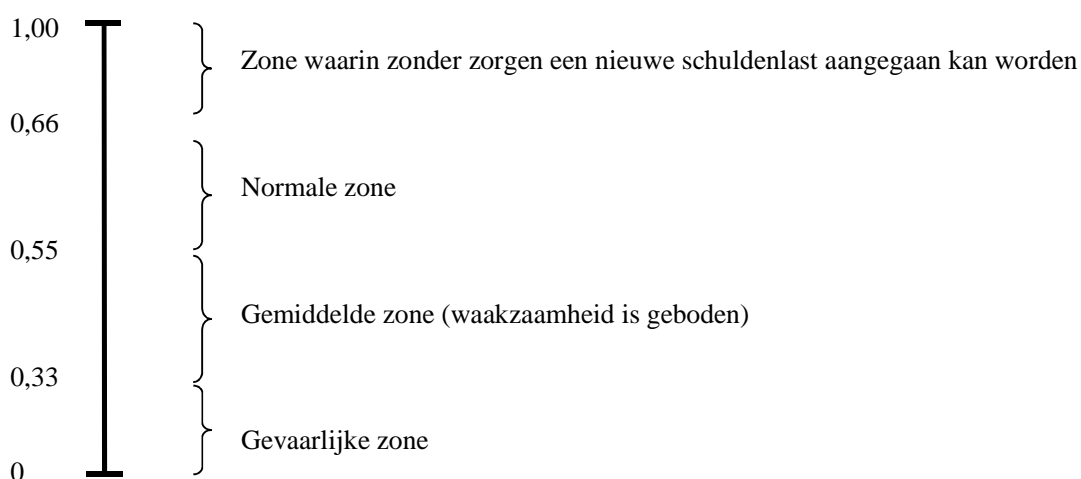 1,00
Zone waarin zonder zorgen een nieuwe schuldenlast aangegaan kan worden
0,66
Normale zone
0,55
Gemiddelde zone (waakzaamheid is geboden)
0,33
Gevaarlijke zone
0